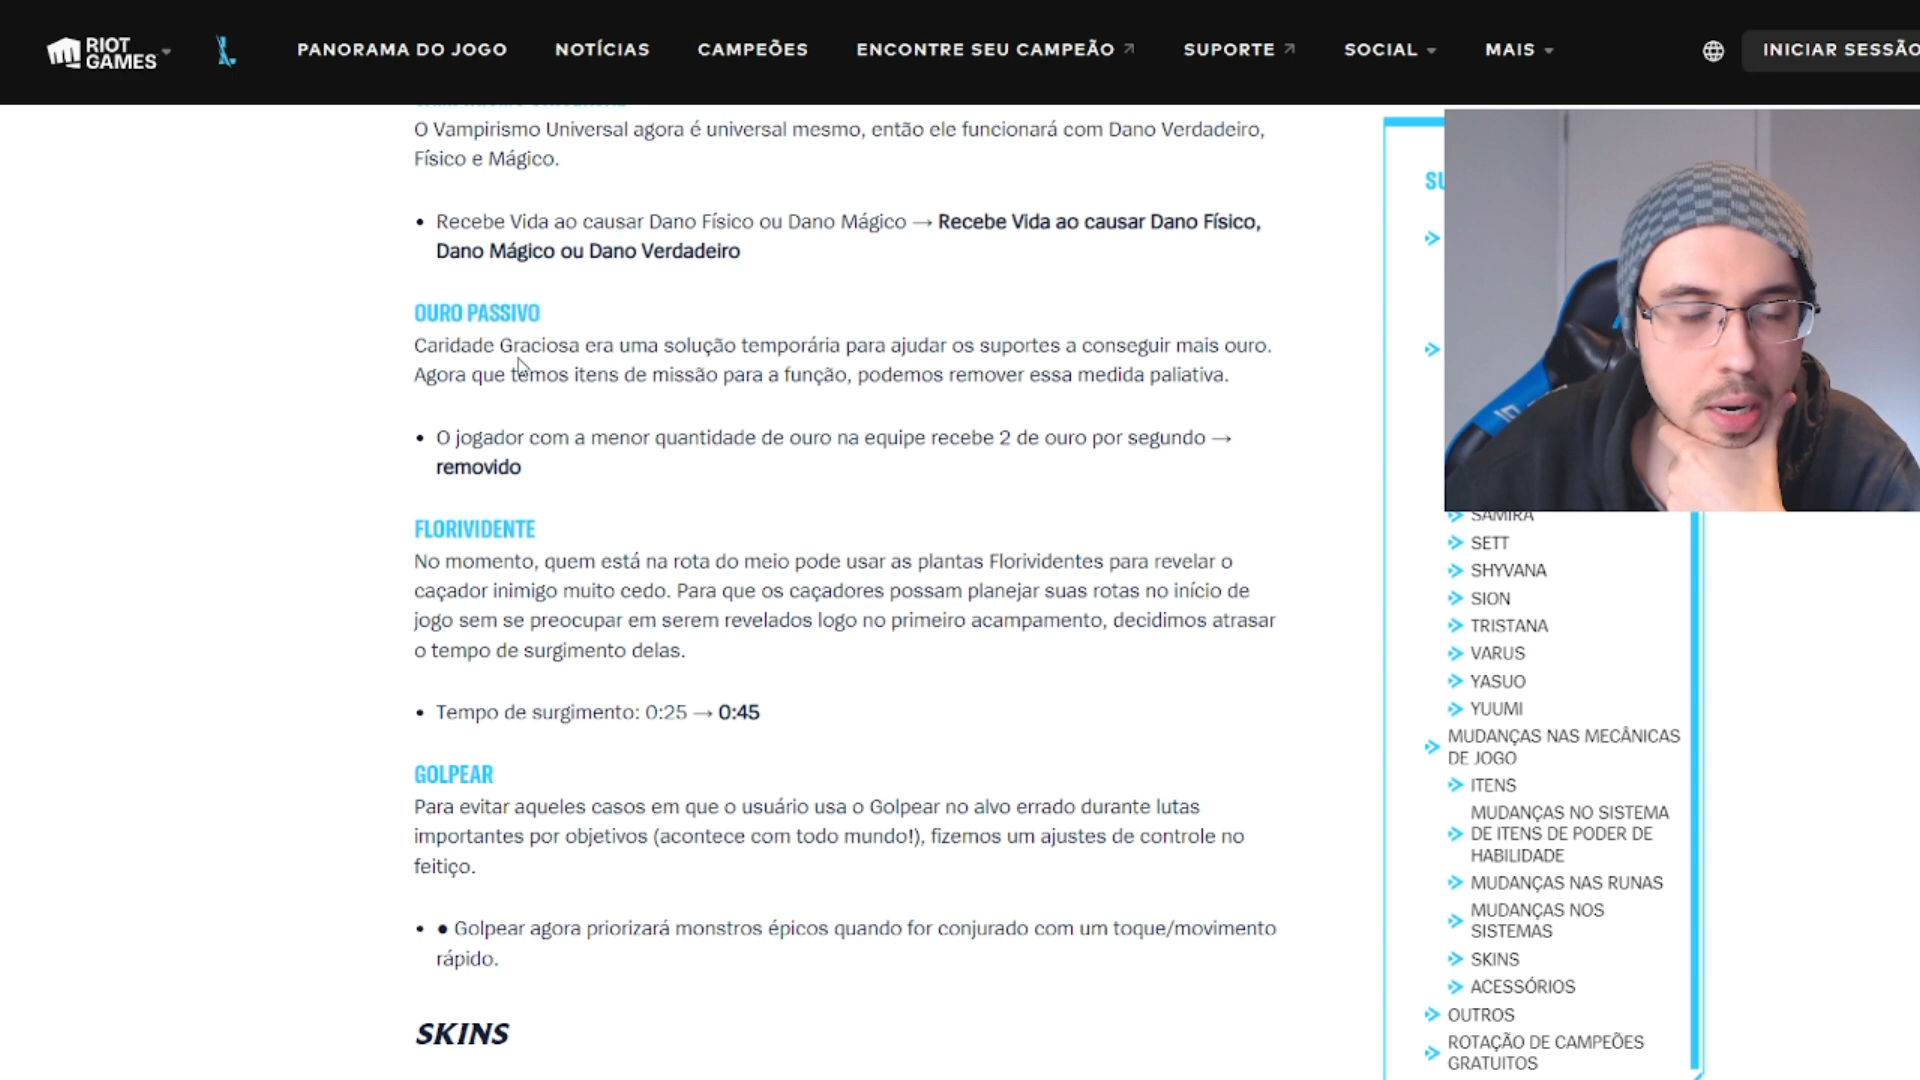 RIOT GAMES
PANORAMA DO JOGO
NOTÍCIAS
CAMPEÕES
ENCONTRE SEU CAMPEÃO
SUPORTE
SOCIAL
MAIS
INICIAR SESSÃO
O Vampirismo Universal agora é universal mesmo, então ele funcionará com Dano Verdadeiro,
Físico e Mágico.
• Recebe Vida ao causar Dano Físico ou Dano Mágico → Recebe Vida ao causar Dano Físico,
Dano Mágico ou Dano Verdadeiro
OURO PASSIVO
Caridade Graciosa era uma solução temporária para ajudar os suportes a conseguir mais ouro.
Agora que temos itens de missão para a função, podemos remover essa medida paliativa.
• O jogador com a menor quantidade de ouro na equipe recebe 2 de ouro por segundo →
removido
FLORIVIDENTE
No momento, quem está na rota do meio pode usar as plantas Florividentes para revelar o
caçador inimigo muito cedo. Para que os caçadores possam planejar suas rotas no início de
jogo sem se preocupar em serem revelados logo no primeiro acampamento, decidimos atrasar
o tempo de surgimento delas.
• Tempo de surgimento: 0:25 → 0:45
GOLPEAR
Para evitar aqueles casos em que o usuário usa o Golpear no alvo errado durante lutas
importantes por objetivos (acontece com todo mundo!), fizemos um ajustes de controle no
feitiço.
• ● Golpear agora priorizará monstros épicos quando for conjurado com um toque/movimento
rápido.
SKINS
SAMIRA
SETT
SHYVANA
SION
TRISTANA
VARUS
YASUO
YUUMI
MUDANÇAS NAS MECÂNICAS
DE JOGO
ITENS
MUDANÇAS NO SISTEMA
DE ITENS DE PODER DE
HABILIDADE
MUDANÇAS NAS RUNAS
MUDANÇAS NOS
SISTEMAS
SKINS
ACESSÓRIOS
OUTROS
ROTAÇÃO DE CAMPEÕES
GRATUITOS